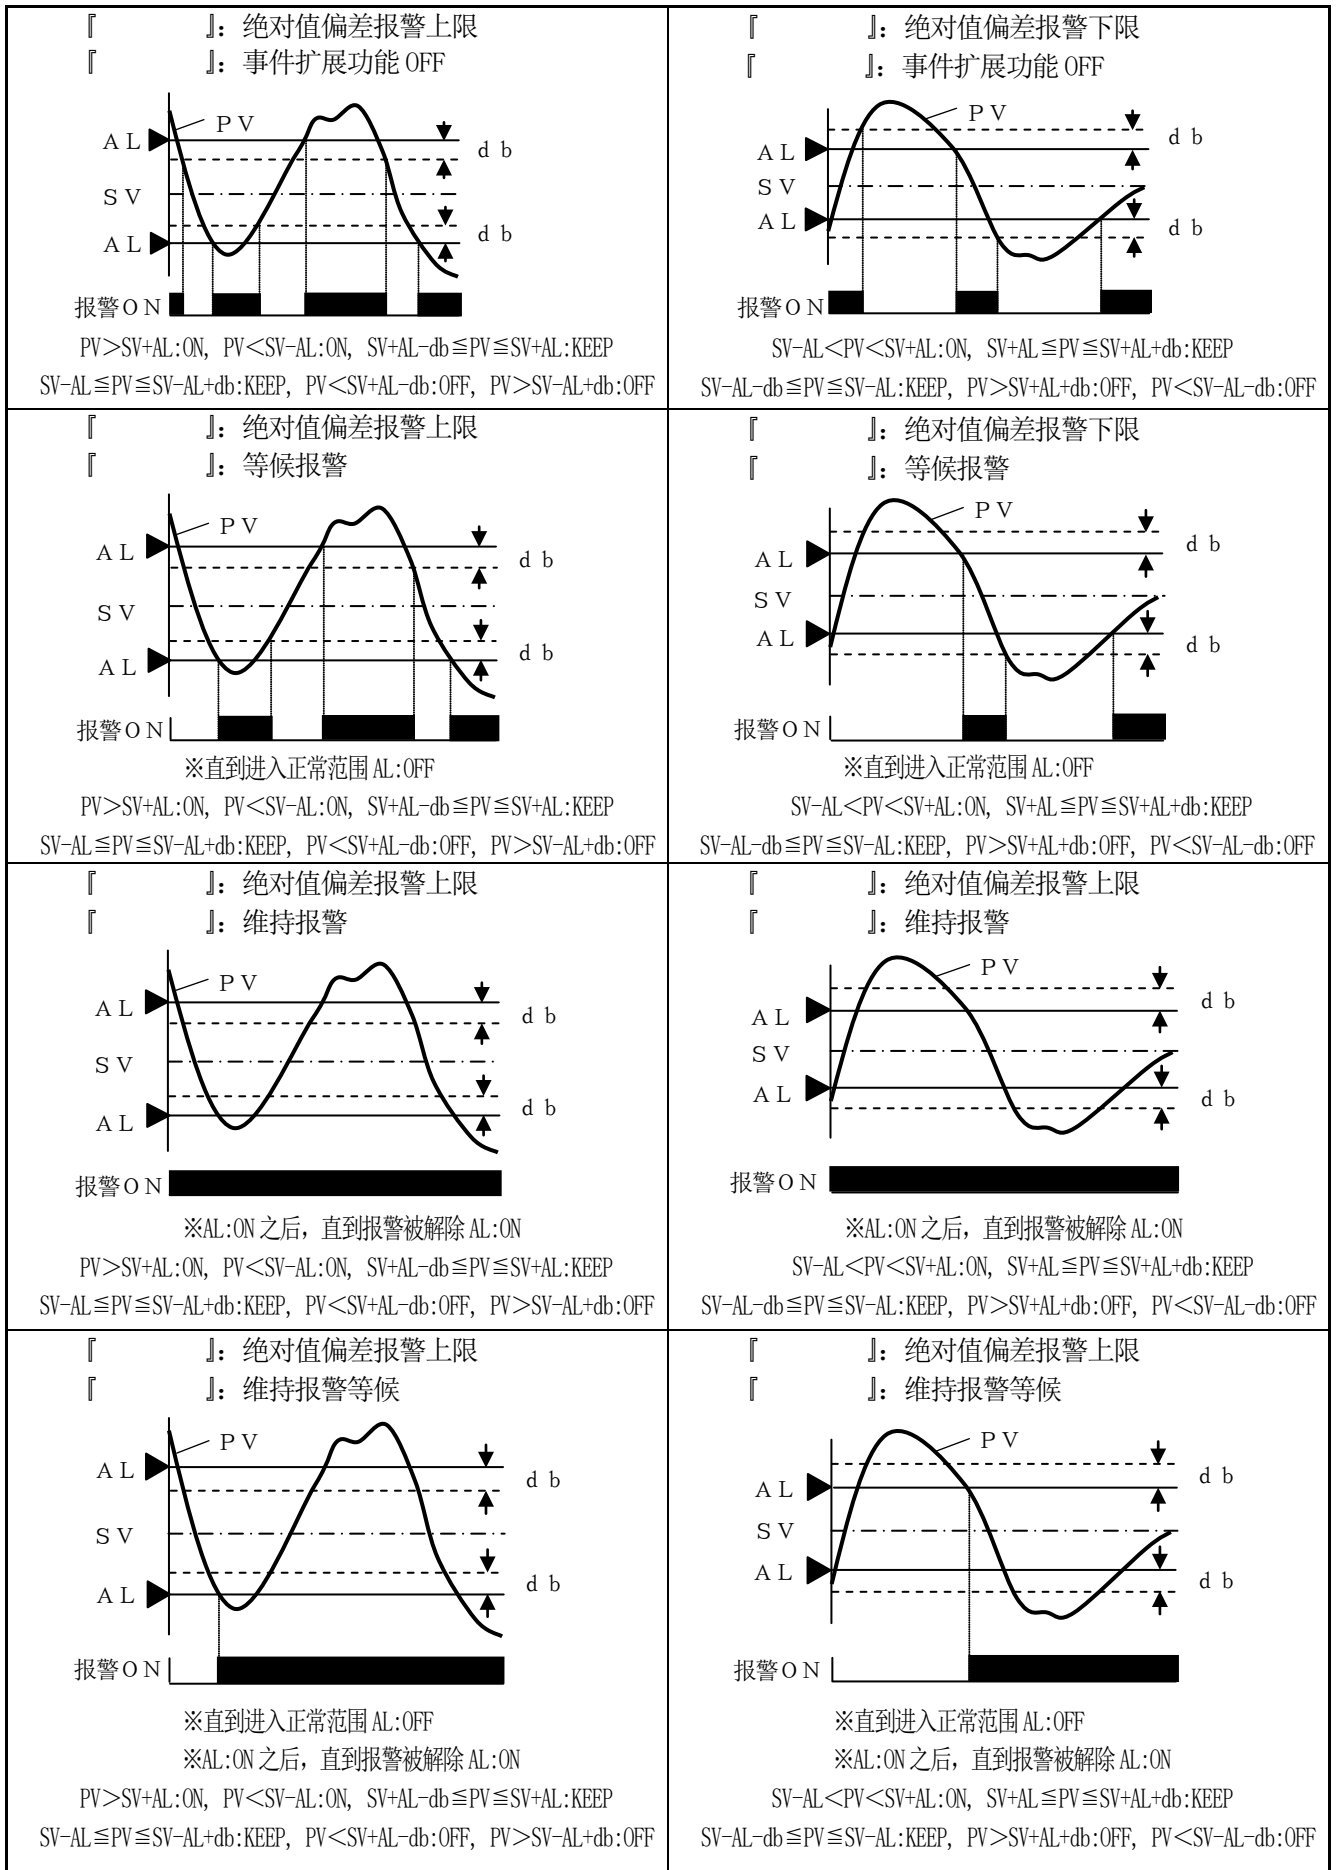 『　　　　』：绝对值偏差报警上限
『　　　　』：事件扩展功能 OFF
PV
AL
db
SV
AL
db
报警ON
PV＞SV+AL:ON, PV＜SV-AL:ON, SV+AL-db≦PV≦SV+AL:KEEP
SV-AL≦PV≦SV-AL+db:KEEP, PV＜SV+AL-db:OFF, PV＞SV-AL+db:OFF
『　　　　』：绝对值偏差报警下限
『　　　　』：事件扩展功能 OFF
PV
db
AL
SV
AL
db
报警ON
SV-AL＜PV＜SV+AL:ON, SV+AL≦PV≦SV+AL+db:KEEP
SV-AL-db≦PV≦SV-AL:KEEP, PV＞SV+AL+db:OFF, PV＜SV-AL-db:OFF
『　　　　』：绝对值偏差报警上限
『　　　　』：等候报警
PV
AL
db
SV
AL
db
报警ON
※直到进入正常范围 AL:OFF
PV＞SV+AL:ON, PV＜SV-AL:ON, SV+AL-db≦PV≦SV+AL:KEEP
SV-AL≦PV≦SV-AL+db:KEEP, PV＜SV+AL-db:OFF, PV＞SV-AL+db:OFF
『　　　　』：绝对值偏差报警下限
『　　　　』：等候报警
PV
db
AL
SV
AL
db
报警ON
※直到进入正常范围 AL:OFF
SV-AL＜PV＜SV+AL:ON, SV+AL≦PV≦SV+AL+db:KEEP
SV-AL-db≦PV≦SV-AL:KEEP, PV＞SV+AL+db:OFF, PV＜SV-AL-db:OFF
『　　　　』：绝对值偏差报警上限
『　　　　』：维持报警
PV
AL
db
SV
AL
db
报警ON
※AL:ON 之后，直到报警被解除 AL:ON
PV＞SV+AL:ON, PV＜SV-AL:ON, SV+AL-db≦PV≦SV+AL:KEEP
SV-AL≦PV≦SV-AL+db:KEEP, PV＜SV+AL-db:OFF, PV＞SV-AL+db:OFF
『　　　　』：绝对值偏差报警上限
『　　　　』：维持报警
PV
db
AL
SV
AL
db
报警ON
※AL:ON 之后，直到报警被解除 AL:ON
SV-AL＜PV＜SV+AL:ON, SV+AL≦PV≦SV+AL+db:KEEP
SV-AL-db≦PV≦SV-AL:KEEP, PV＞SV+AL+db:OFF, PV＜SV-AL-db:OFF
『　　　　』：绝对值偏差报警上限
『　　　　』：维持报警等候
PV
AL
db
SV
AL
db
报警ON
※直到进入正常范围 AL:OFF
※AL:ON 之后，直到报警被解除 AL:ON
PV＞SV+AL:ON, PV＜SV-AL:ON, SV+AL-db≦PV≦SV+AL:KEEP
SV-AL≦PV≦SV-AL+db:KEEP, PV＜SV+AL-db:OFF, PV＞SV-AL+db:OFF
『　　　　』：绝对值偏差报警上限
『　　　　』：维持报警等候
PV
db
AL
SV
AL
db
报警ON
※直到进入正常范围 AL:OFF
※AL:ON 之后，直到报警被解除 AL:ON
SV-AL＜PV＜SV+AL:ON, SV+AL≦PV≦SV+AL+db:KEEP
SV-AL-db≦PV≦SV-AL:KEEP, PV＞SV+AL+db:OFF, PV＜SV-AL-db:OFF